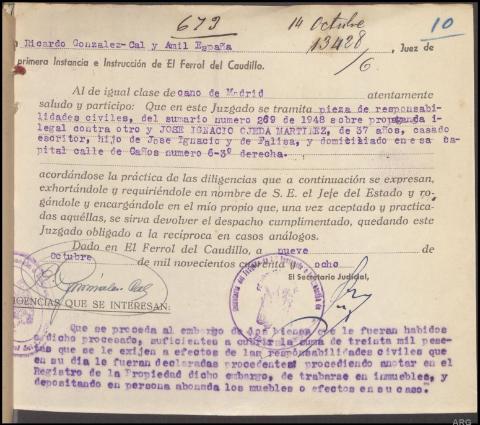 679
14 Octubre
10
13428
/6.
Ricardo Gonzalez-Cal y Amil España, Juez de
primera Instancia e Instrucción de El Ferrol del Caudillo.
Al de igual clase de cano de Madrid atentamente
saludo y participo: Que en este Juzgado se tramita pieza de responsabi-
lidades civiles, del sumario numero 269 de 1948 sobre propaganda i-
legal contra otro y JOSE IGNACIO OJEDA MARTINEZ, de 37 años, casado
escritor, hijo de Jose Ignacio y de Felisa, y domiciliado en esa ca
pital calle de Caños numero 6-3º derecha.
acordándose la práctica de las diligencias que a continuación se expresan,
exhortándole y requiriéndole en nombre de S. E. el Jefe del Estado y ro-
gándole y encargándole en el mío propio que, una vez aceptado y practica-
das aquéllas, se sirva devolver el despacho cumplimentado, quedando este
Juzgado obligado a la recíproca en casos análogos.
Dado en El Ferrol del Caudillo, a nueve de
Octubre de mil novecientos cuarenta y ocho
El Secretario Judicial,
IGENCIAS QUE SE INTERESAN:
Que se proceda al embargo de los bienes que le fueran habidos
a dicho procesado, suficientes a cubrir la suma de treinta mil pese-
tas que se le exijen a efectos de las responsabilidades civiles que
en su dia le fueran declaradas procedentes; procediendo anotar en el
Registro de la Propiedad dicho embargo, de trabarse en inmuebles, y
depositando en persona abonada los muebles o efectos en su caso.
ARG